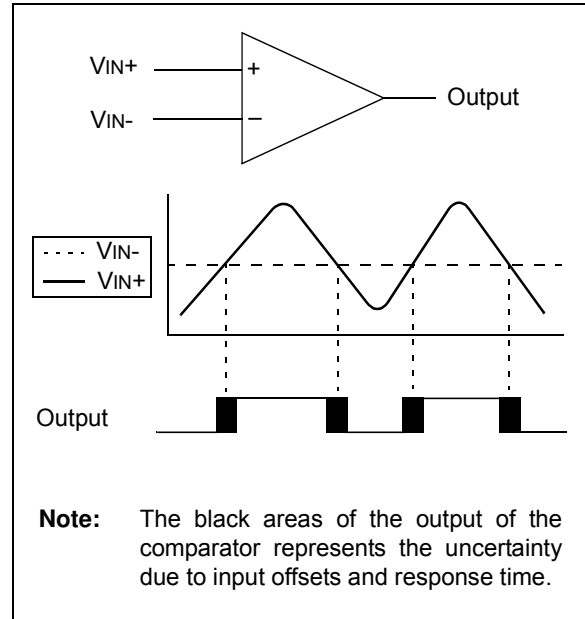 VIN+
+
Output
VIN-
–
VIN-
VIN+
Output
Note: The black areas of the output of the
comparator represents the uncertainty
due to input offsets and response time.